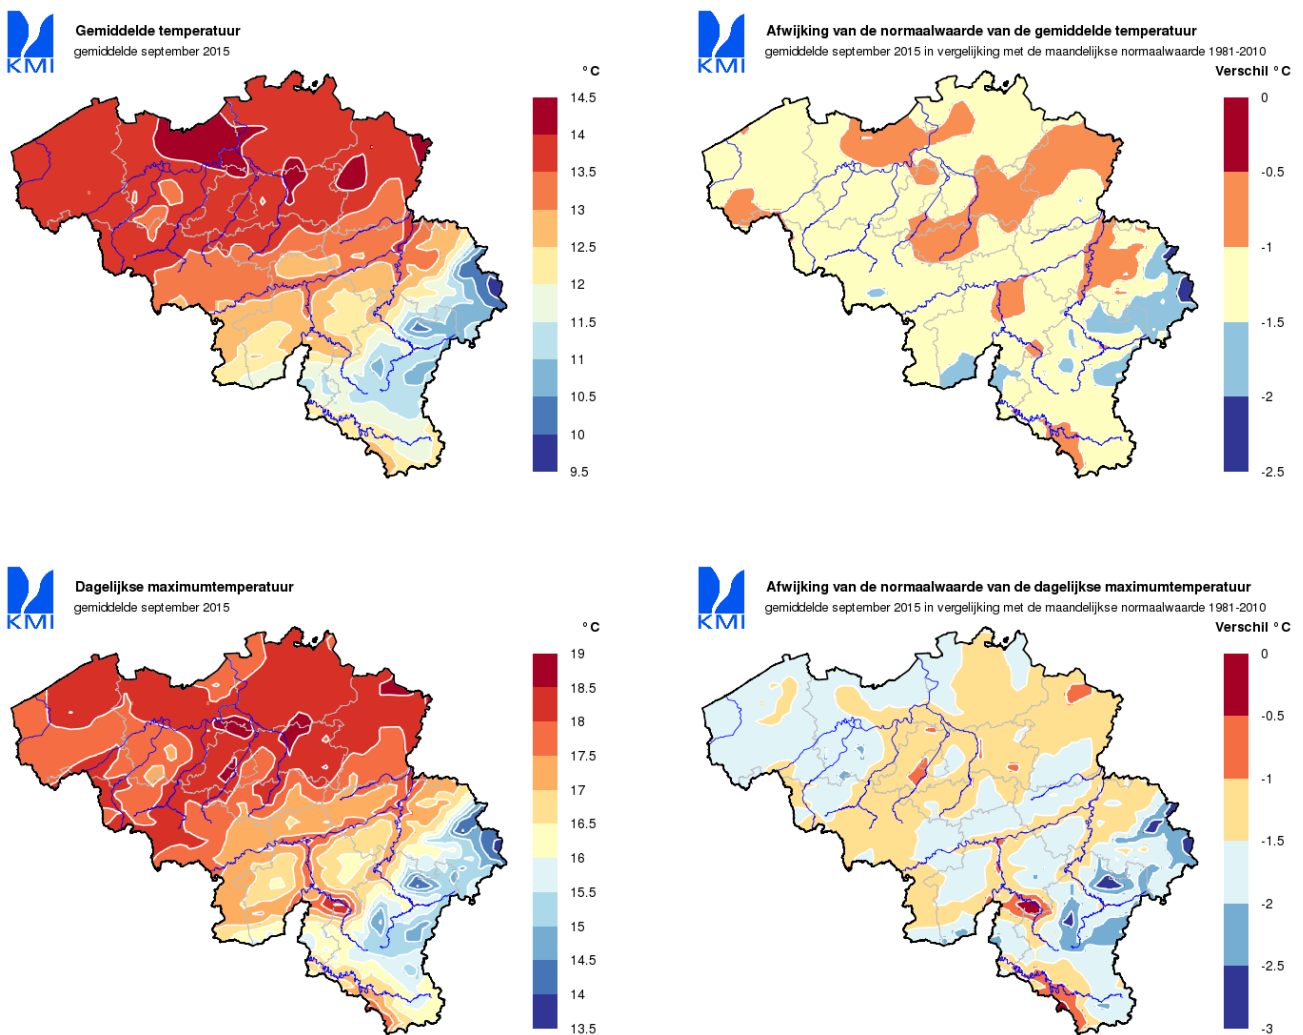 KMI
Gemiddelde temperatuur
gemiddelde september 2015
° C
14.5
14
13.5
13
12.5
12
11.5
11
10.5
10
9.5
KMI
Afwijking van de normaalwaarde van de gemiddelde temperatuur
gemiddelde september 2015 in vergelijking met de maandelijkse normaalwaarde 1981-2010
Verschil ° C
0
-0.5
-1
-1.5
-2
-2.5
KMI
Dagelijkse maximumtemperatuur
gemiddelde september 2015
° C
19
18.5
18
17.5
17
16.5
16
15.5
15
14.5
14
13.5
KMI
Afwijking van de normaalwaarde van de dagelijkse maximumtemperatuur
gemiddelde september 2015 in vergelijking met de maandelijkse normaalwaarde 1981-2010
Verschil ° C
0
-0.5
-1
-1.5
-2
-2.5
-3